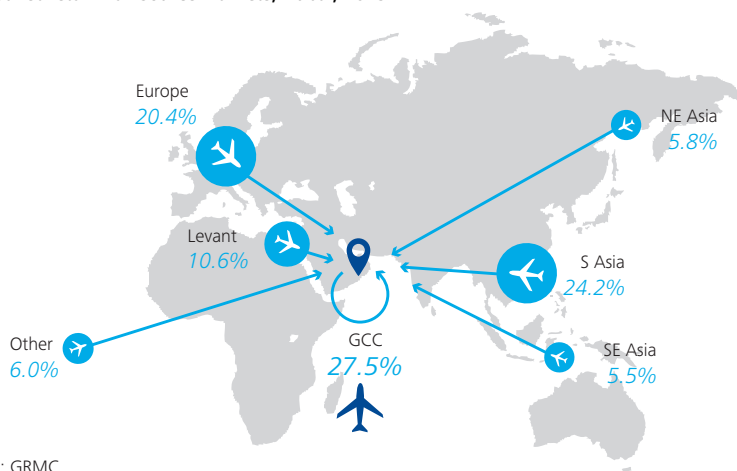 Europe
20.4%
NE Asia
5.8%
Levant
10.6%
S Asia
24.2%
Other
6.0%
GCC
27.5%
SE Asia
5.5%
: GRMC